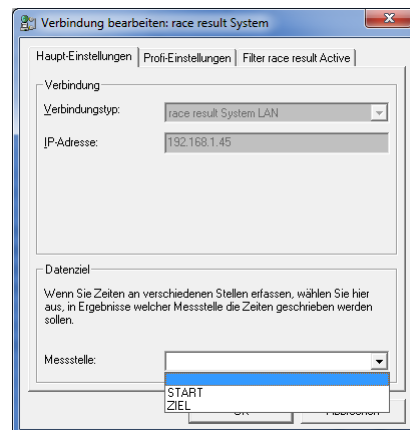 Verbindung bearbeiten: race result System
Haupt-Einstellungen Profi-Einstellungen Filter race result Active
Verbindung
Verbindungstyp: race result System LAN
IP-Adresse: 192.168.1.45
Datenziel
Wenn Sie Zeiten an verschiedenen Stellen erfassen, wählen Sie hier
aus, in Ergebnisse welcher Messstelle die Zeiten geschrieben werden
sollen.
Messstelle:
START
ZIEL